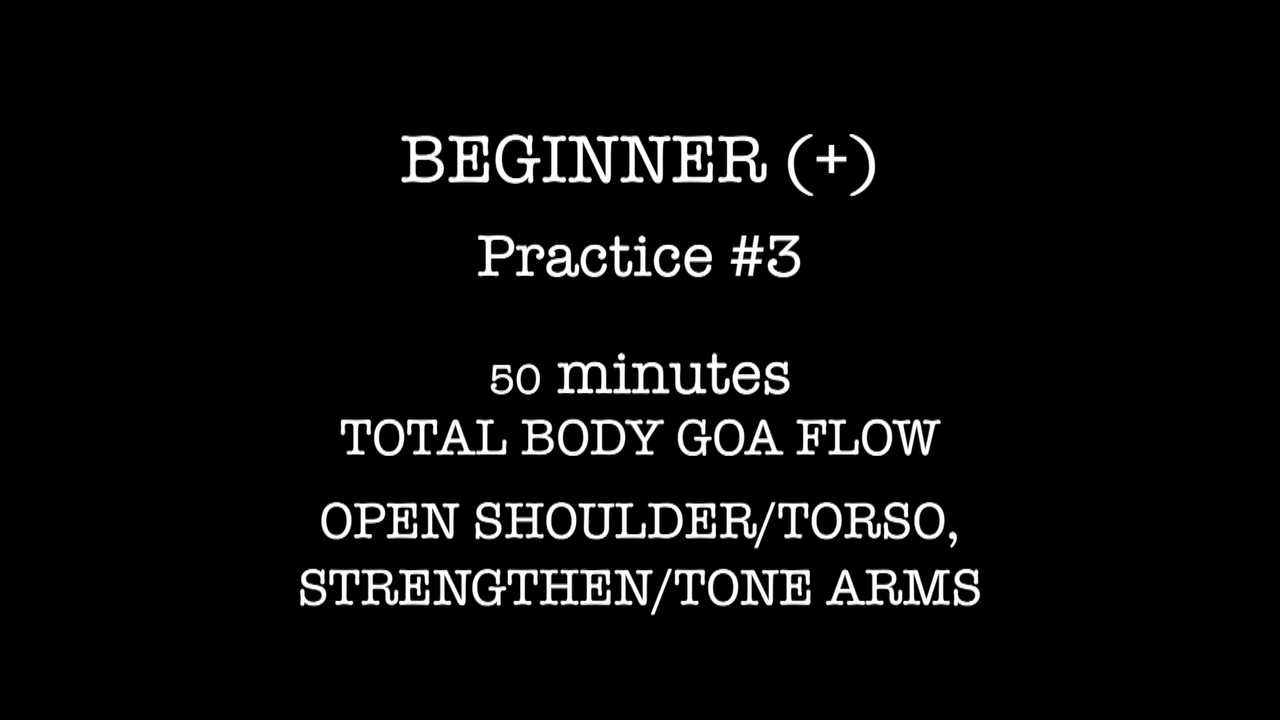 BEGINNER (+)
Practice #3
50 minutes
TOTAL BODY GOA FLOW
OPEN SHOULDER/TORSO,
STRENGTHEN/TONE ARMS